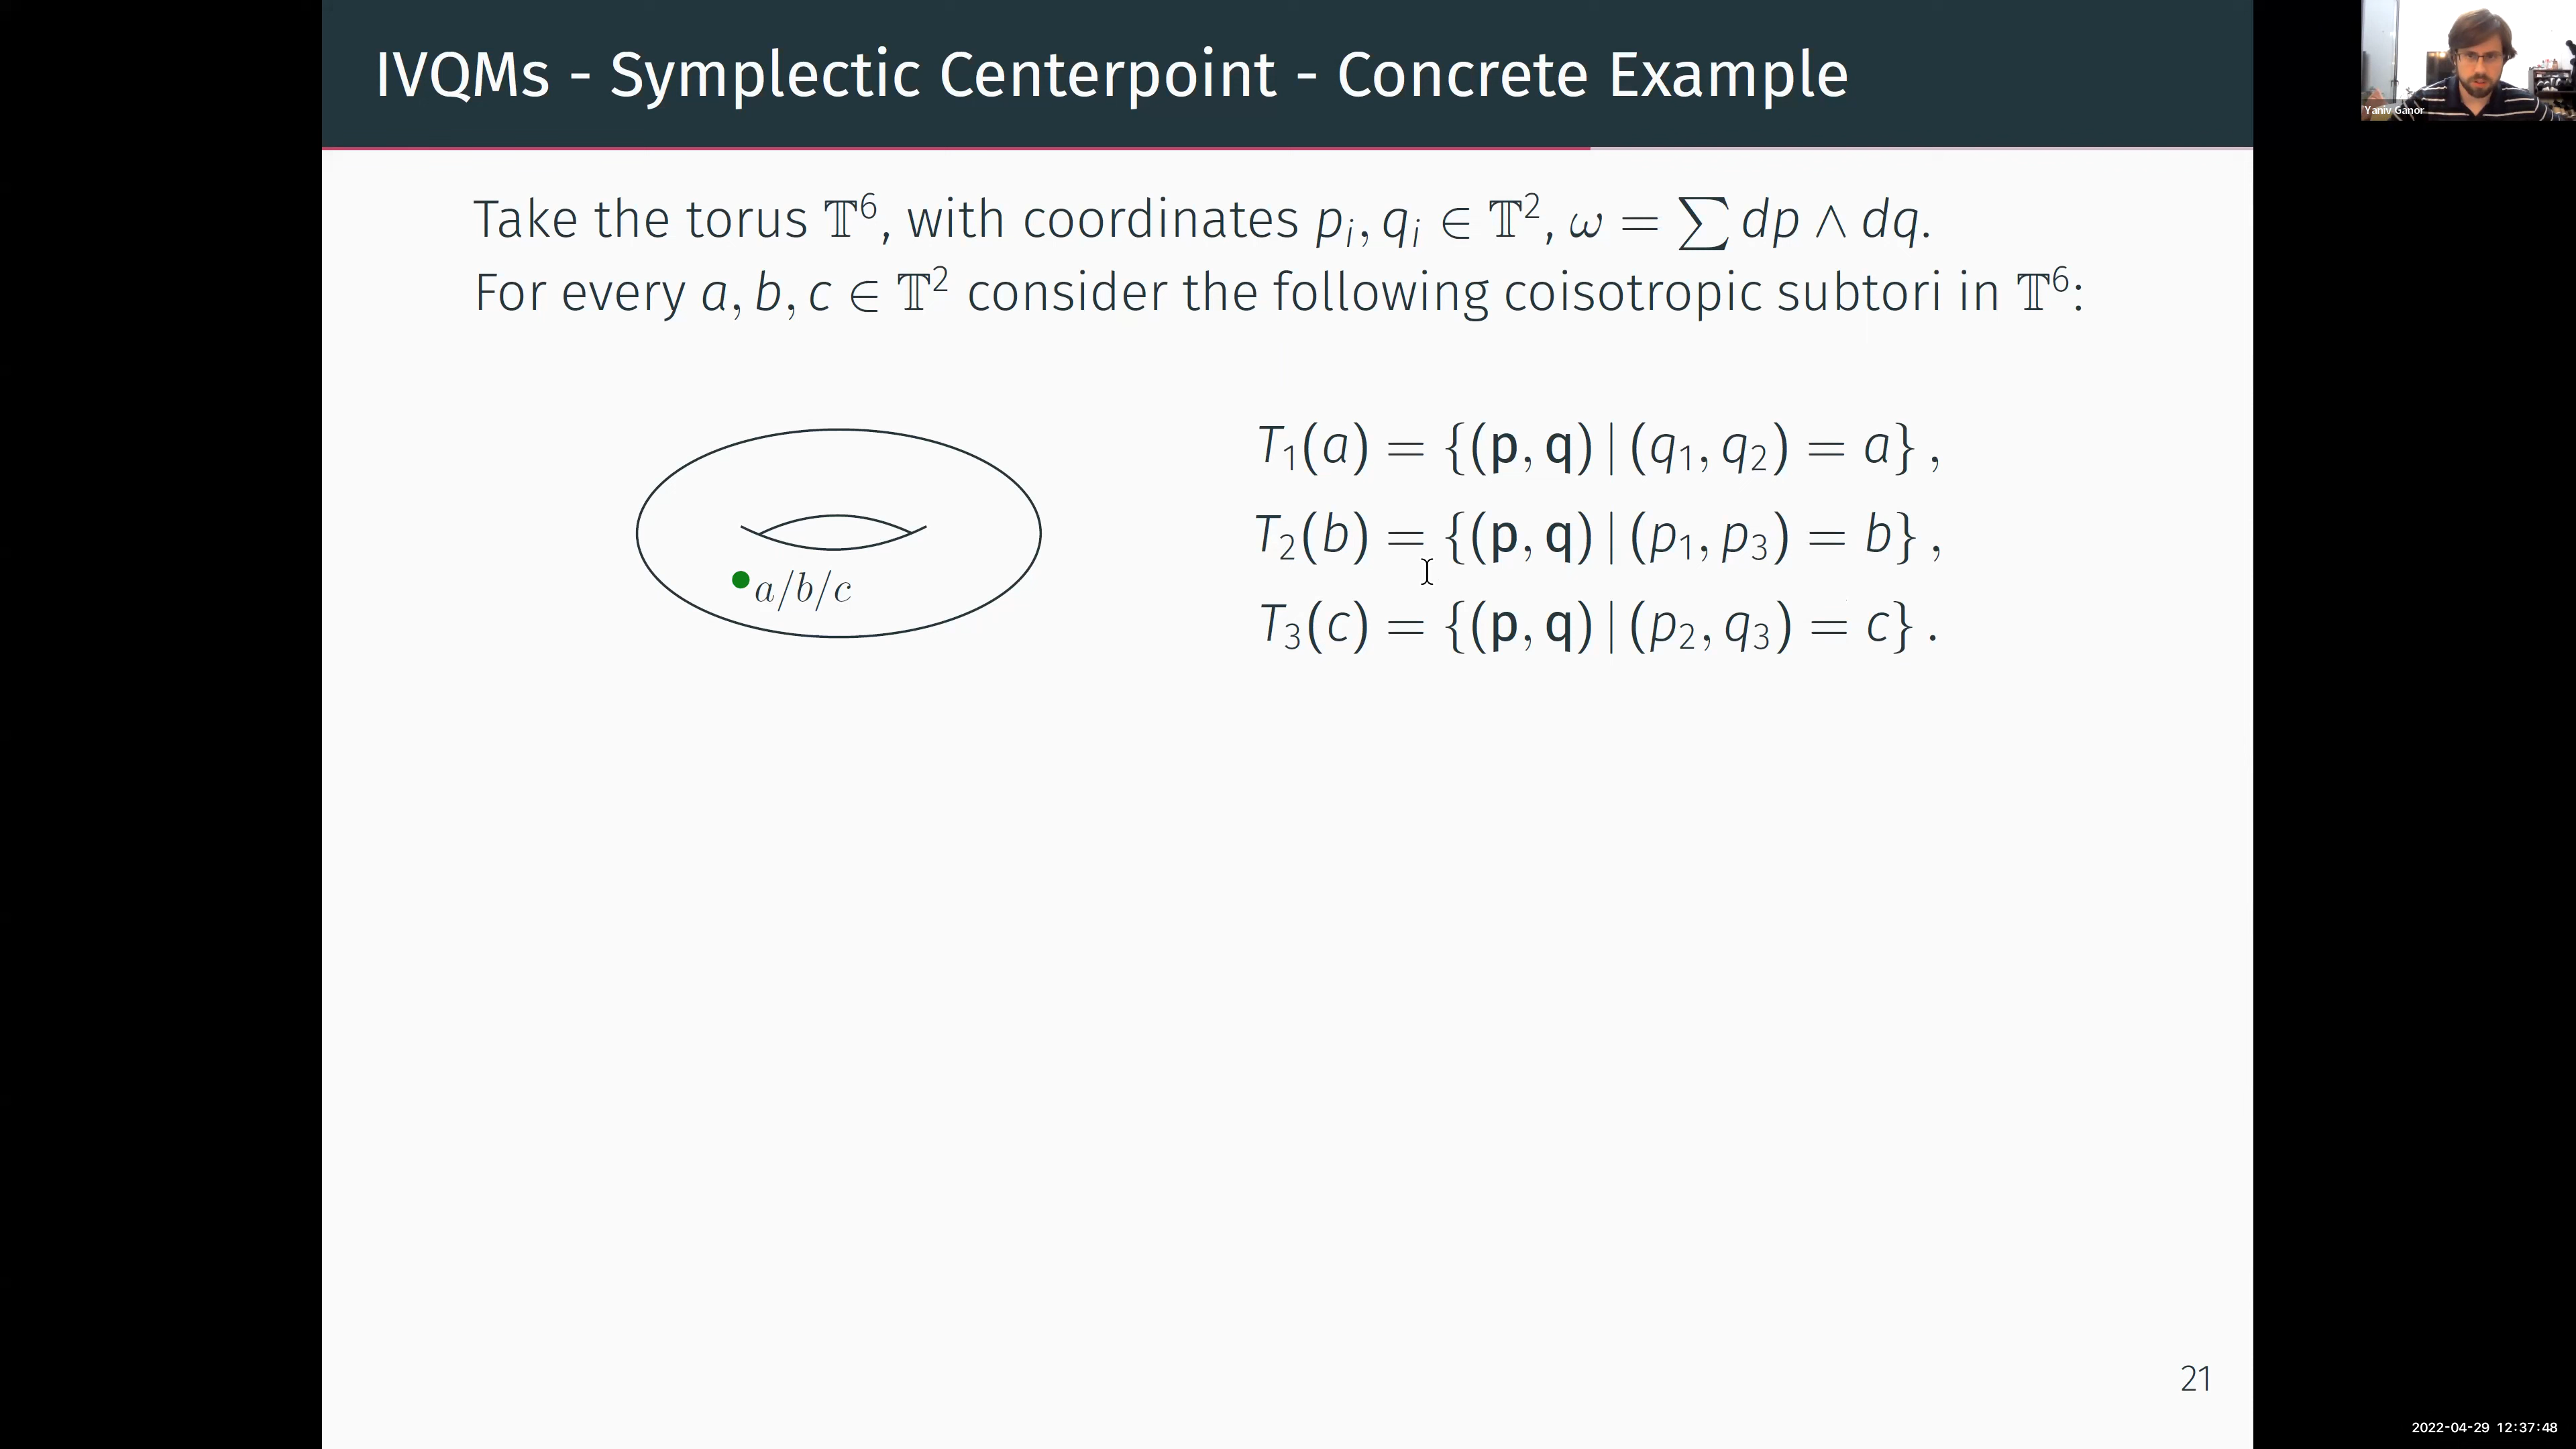 IVQMs - Symplectic Centerpoint - Concrete Example
Yaniv Ganor
Take the torus 𝕋⁶, with coordinates pᵢ, qᵢ ∈ 𝕋², ω = ∑ dp ∧ dq.
For every a, b, c ∈ 𝕋² consider the following coisotropic subtori in 𝕋⁶:
a/b/c
T₁(a) = {(𝐩, 𝐪) | (q₁, q₂) = a} ,
T₂(b) = {(𝐩, 𝐪) | (p₁, p₃) = b} ,
T₃(c) = {(𝐩, 𝐪) | (p₂, q₃) = c} .
21
2022-04-29 12:37:48